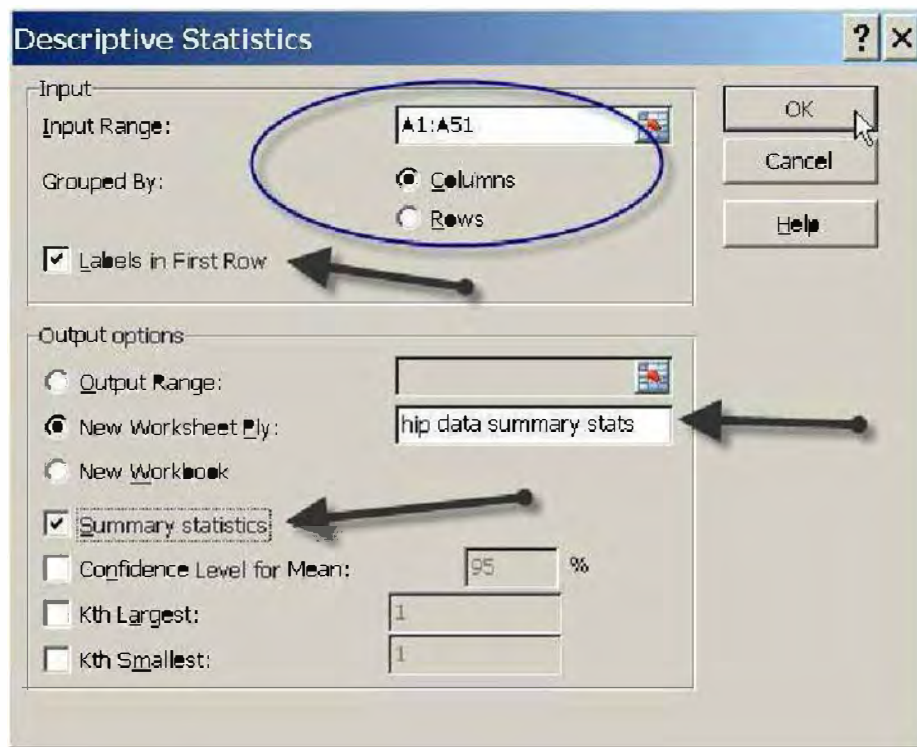 Descriptive Statistics ? ×
Input
Input Range: A1:A51
Grouped By: Columns
Rows
Labels in First Row
OK
Cancel
Help
Output options
Output Range:
New Worksheet Ply: hip data summary stats
New Workbook
Summary statistics
Confidence Level for Mean: 95 %
Kth Largest: 1
Kth Smallest: 1